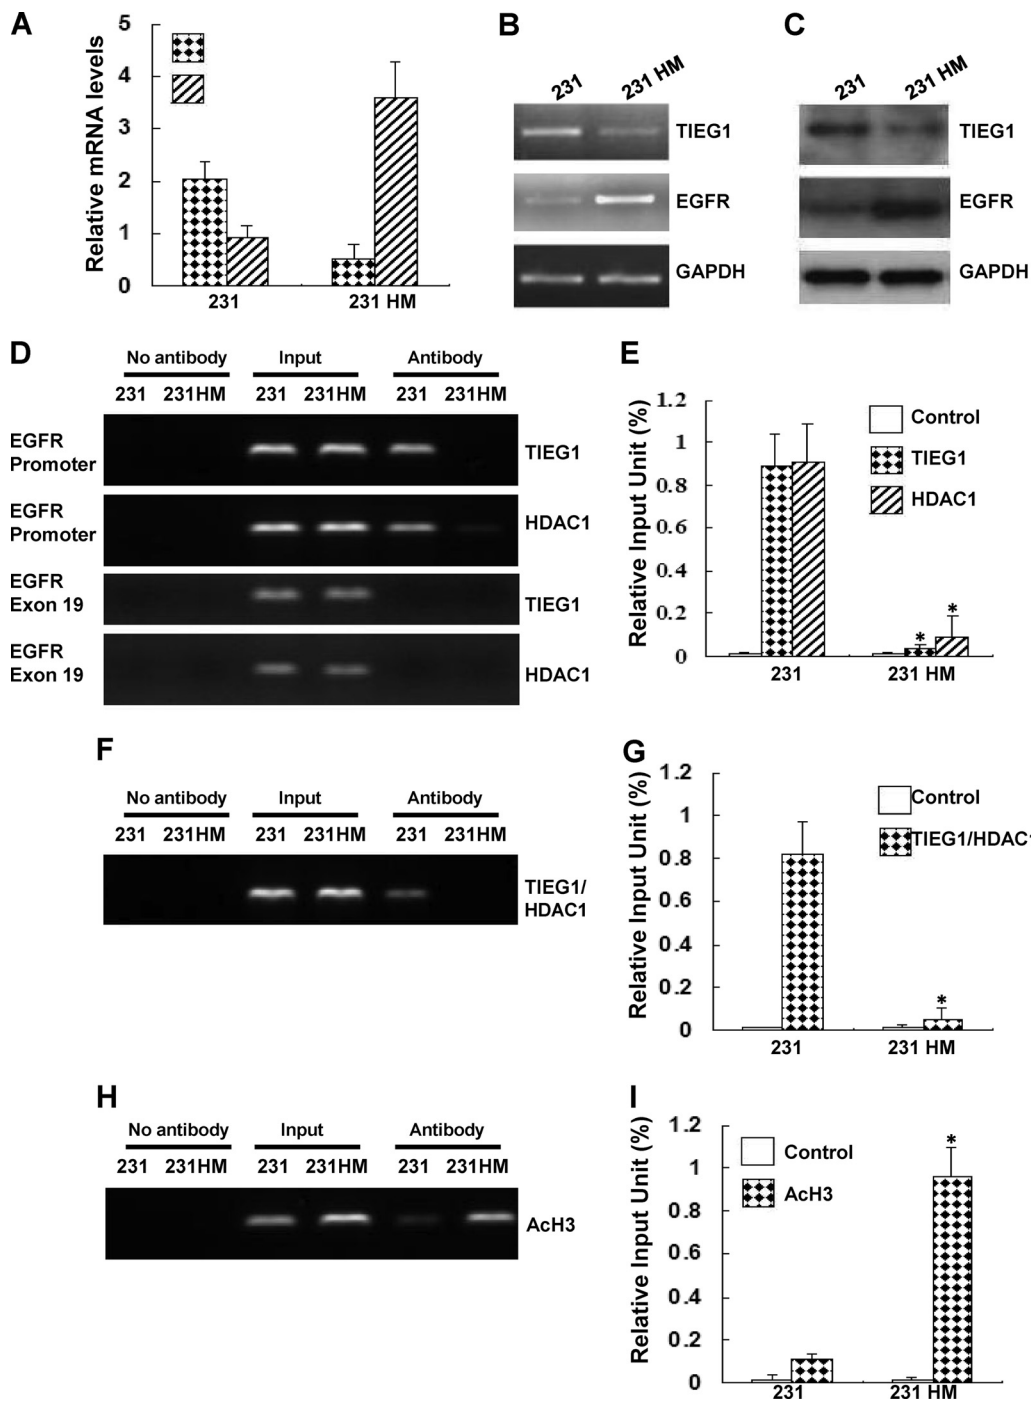 A
Relative mRNA levels
5
4
3
2
1
0
231 231 HM
B
231 231 HM
TIEG1
EGFR
GAPDH
C
231 231 HM
TIEG1
EGFR
GAPDH
D
No antibody Input Antibody
231 231HM 231 231HM 231 231HM
EGFR
Promoter
TIEG1
EGFR
Promoter
HDAC1
EGFR
Exon 19
TIEG1
EGFR
Exon 19
HDAC1
E
Relative Input Unit (%)
1.2
1
0.8
0.6
0.4
0.2
0
Control
TIEG1
HDAC1
* *
231 231 HM
F
No antibody Input Antibody
231 231HM 231 231HM 231 231HM
TIEG1/
HDAC1
G
Relative Input Unit (%)
1.2
1
0.8
0.6
0.4
0.2
0
Control
TIEG1/HDAC1
*
231 231 HM
H
No antibody Input Antibody
231 231HM 231 231HM 231 231HM
AcH3
I
Relative Input Unit (%)
1.2
1
0.8
0.6
0.4
0.2
0
Control
AcH3
*
231 231 HM